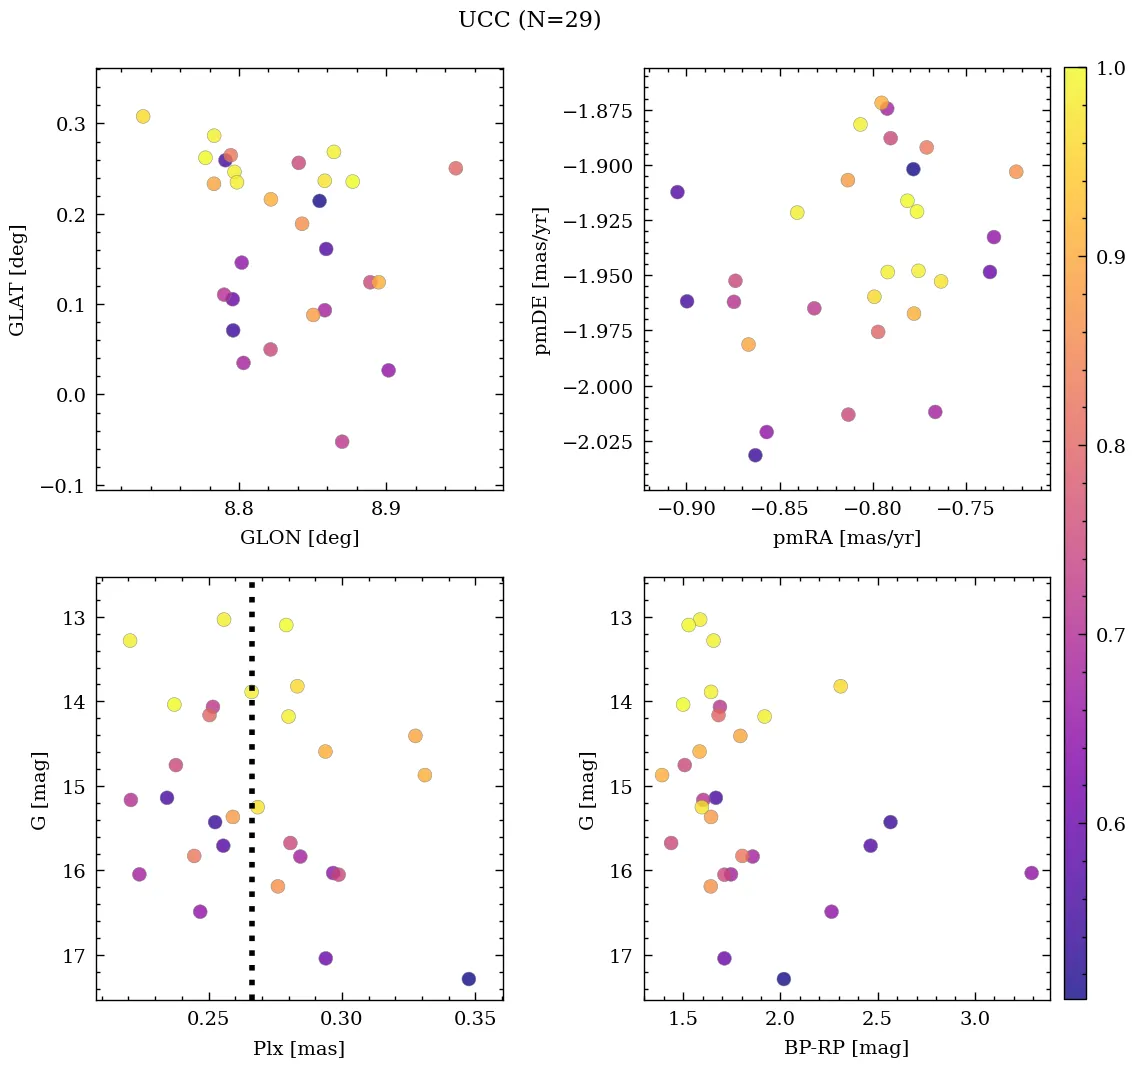 UCC (N=29)
0.3
0.2
0.1
0.0
−0.1
GLAT [deg]
8.8 8.9
GLON [deg]
−1.875
−1.900
−1.925
−1.950
−1.975
−2.000
−2.025
pmDE [mas/yr]
−0.90 −0.85 −0.80 −0.75
pmRA [mas/yr]
13
14
15
16
17
G [mag]
0.25 0.30 0.35
Plx [mas]
13
14
15
16
17
G [mag]
1.5 2.0 2.5 3.0
BP-RP [mag]
1.0
0.9
0.8
0.7
0.6